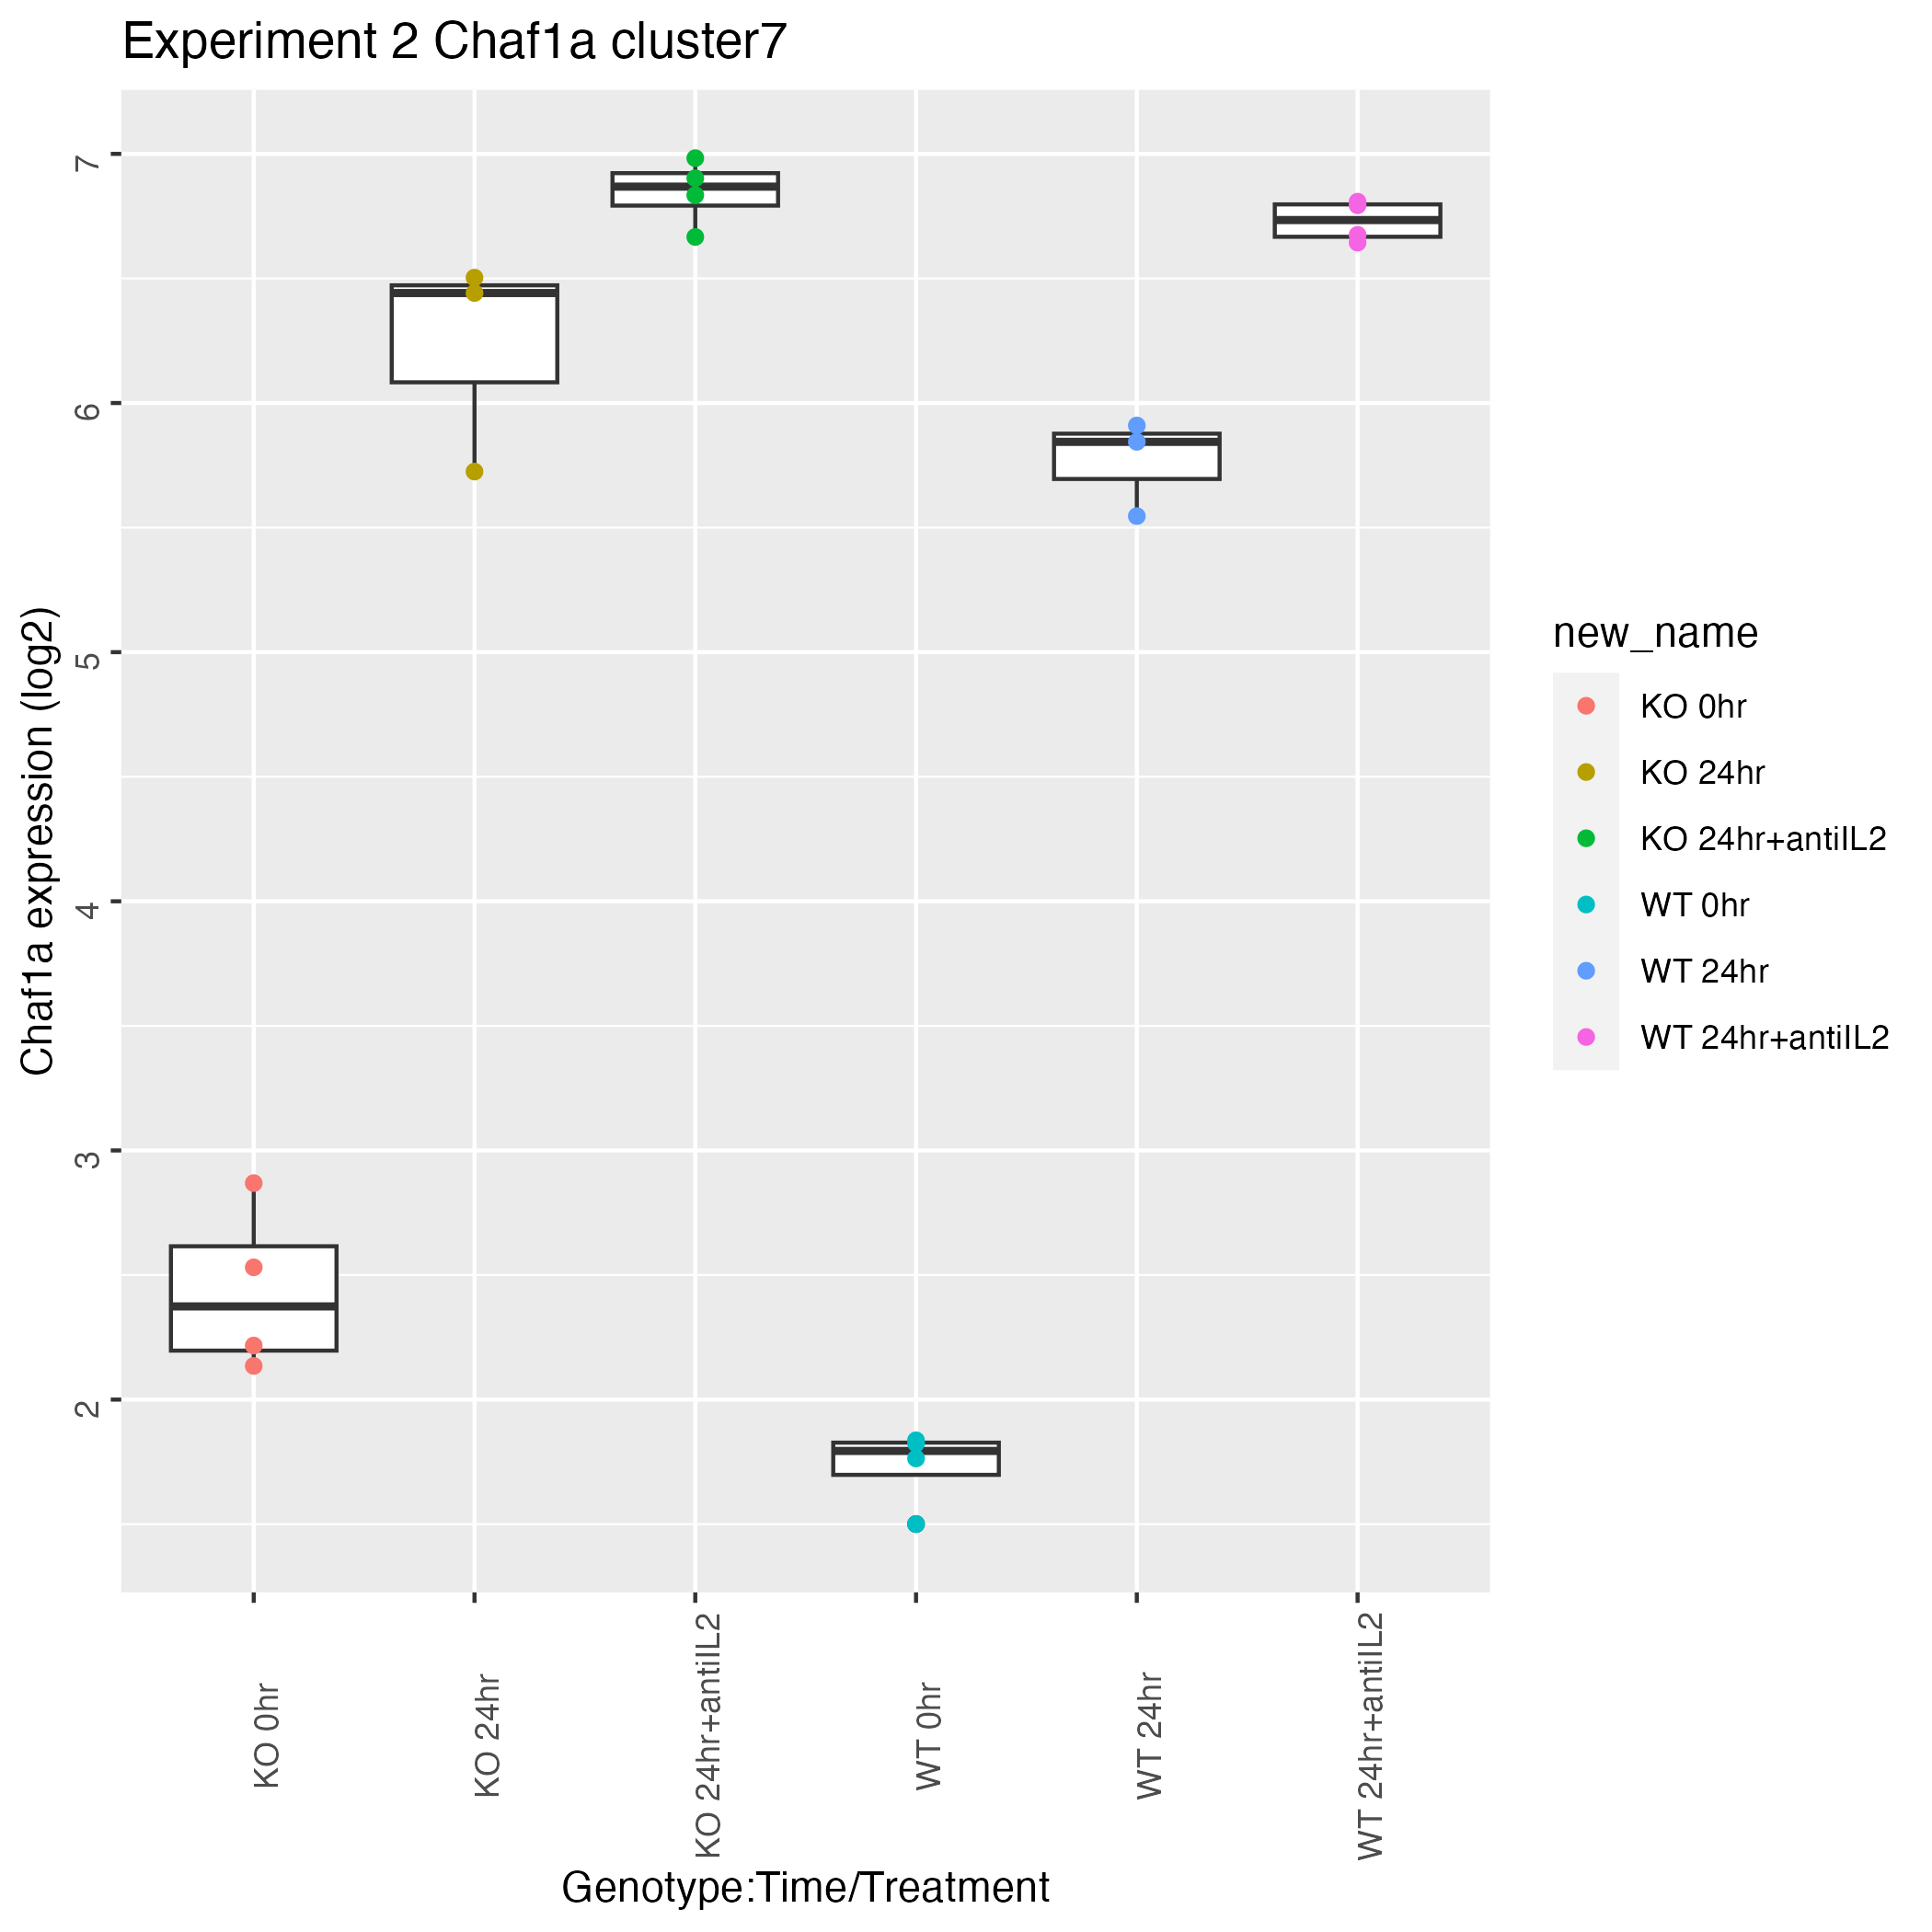 Experiment 2 Chaf1a cluster7
Chaf1a expression (log2)
7
6
5
4
3
2
KO 0hr
KO 24hr
KO 24hr+antiIL2
WT 0hr
WT 24hr
WT 24hr+antiIL2
Genotype:Time/Treatment
new_name
KO 0hr
KO 24hr
KO 24hr+antiIL2
WT 0hr
WT 24hr
WT 24hr+antiIL2